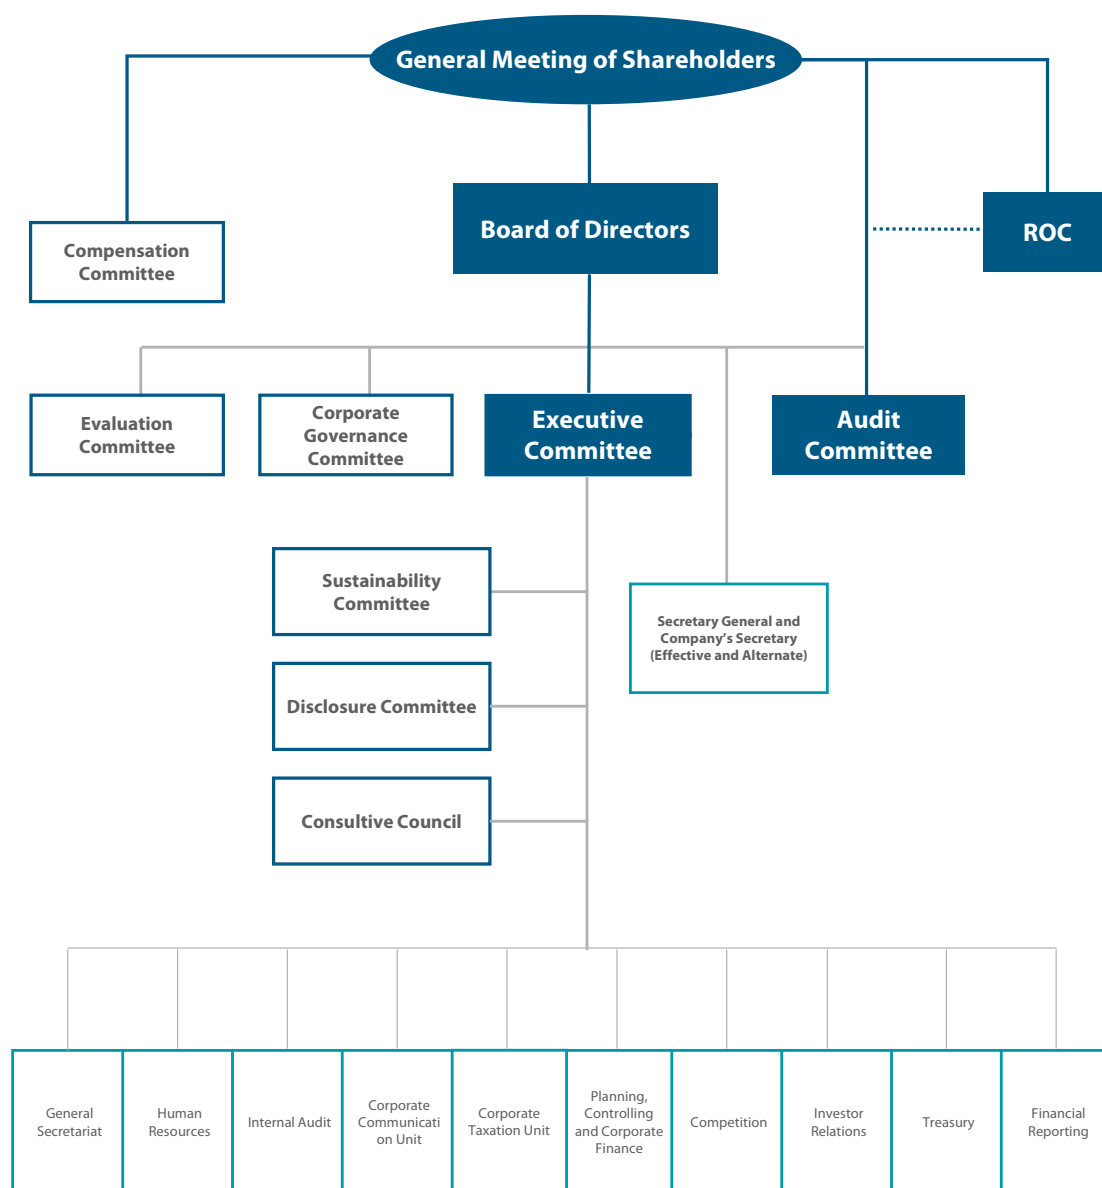 General Meeting of Shareholders
Board of Directors
ROC
Compensation
Committee
Evaluation
Committee
Corporate
Governance
Committee
Executive
Committee
Audit
Committee
Sustainability
Committee
Secretary General and
Company’s Secretary
(Effective and Alternate)
Disclosure Committee
Consultive Council
General
Secretariat
Human
Resources
Internal Audit
Corporate
Communicati
on Unit
Corporate
Taxation Unit
Planning,
Controlling
and Corporate
Finance
Competition
Investor
Relations
Treasury
Financial
Reporting